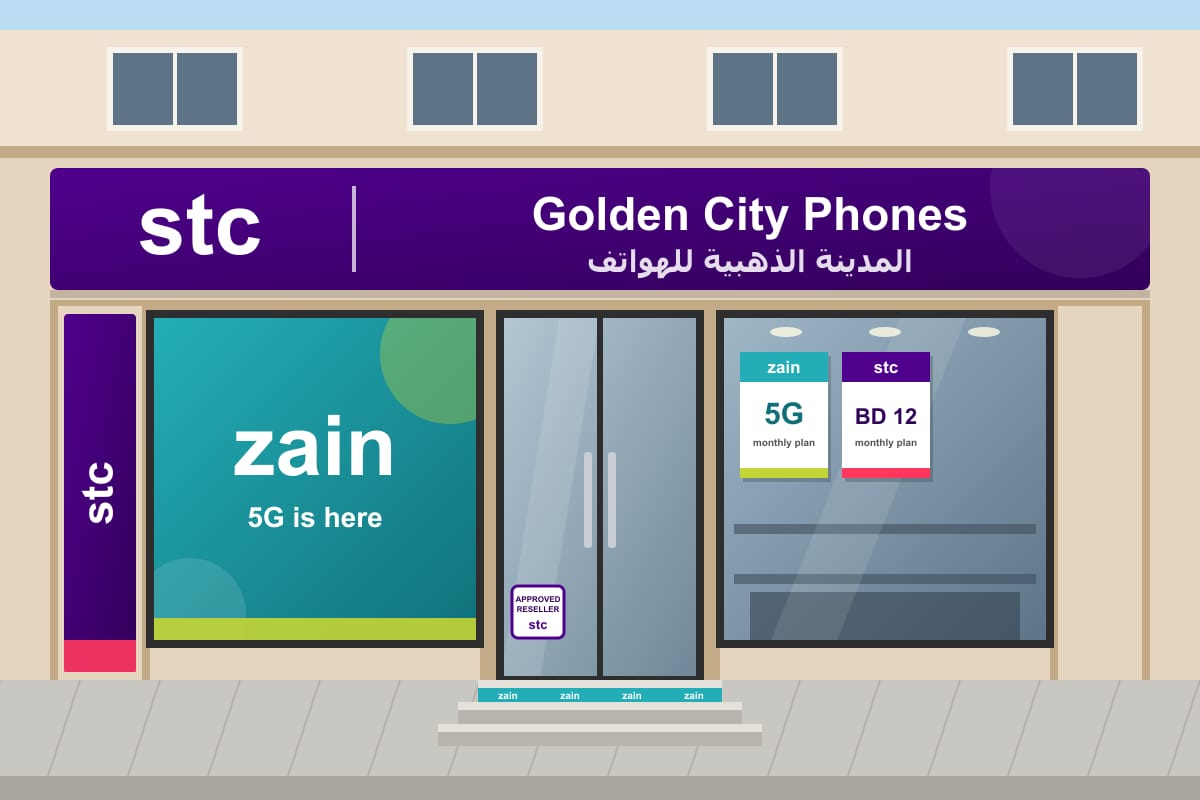 stc
Golden City Phones
المدينة الذهبية للهواتف
stc
zain
5G is here
APPROVED
RESELLER
stc
zain
5G
monthly plan
stc
BD 12
monthly plan
zain zain zain zain